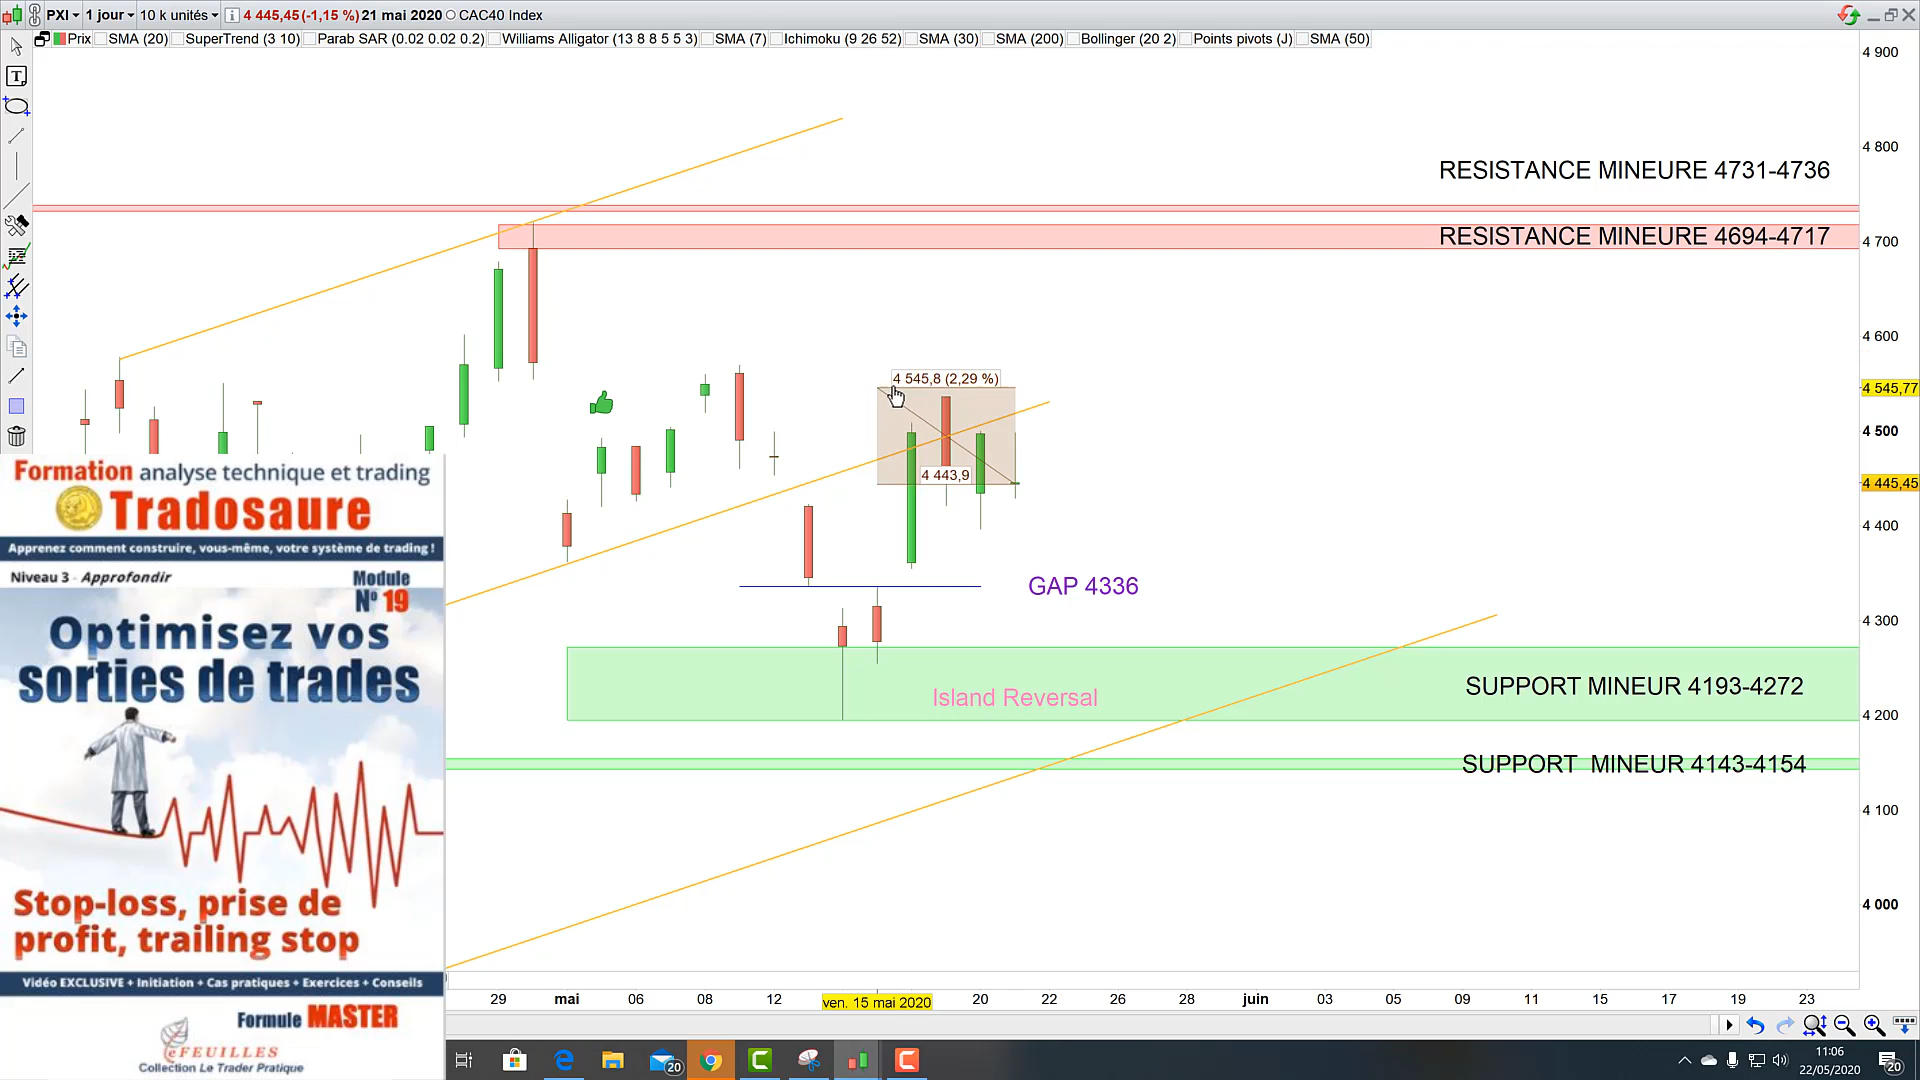 PXI 1 jour 10 k unités 4 445,45 (-1,15 %) 21 mai 2020 CAC40 Index
Prix SMA (20) SuperTrend (3 10) Parab SAR (0.02 0.02 0.2) Williams Alligator (13 8 8 5 5 3) SMA (7) Ichimoku (9 26 52) SMA (30) SMA (200) Bollinger (20 2) Points pivots (J) SMA (50)
4 900
4 800
RESISTANCE MINEURE 4731-4736
RESISTANCE MINEURE 4694-4717
4 700
4 600
4 545,8 (2,29 %)
4 545,77
4 500
4 443,9
4 445,45
4 400
GAP 4336
4 300
Island Reversal
SUPPORT MINEUR 4193-4272
4 200
SUPPORT MINEUR 4143-4154
4 100
4 000
Formation analyse technique et trading
Tradosaure
Apprenez comment construire, vous-même, votre système de trading !
Niveau 3 - Approfondir
Module
N° 19
Optimisez vos
sorties de trades
Stop-loss, prise de
profit, trailing stop
Vidéo EXCLUSIVE + Initiation + Cas pratiques + Exercices + Conseils
Formule MASTER
eFEUILLES
Collection Le Trader Pratique
29 mai 06 08 12 ven. 15 mai 2020 20 22 26 28 juin 03 05 09 11 15 17 19 23
20
11:06
22/05/2020
20